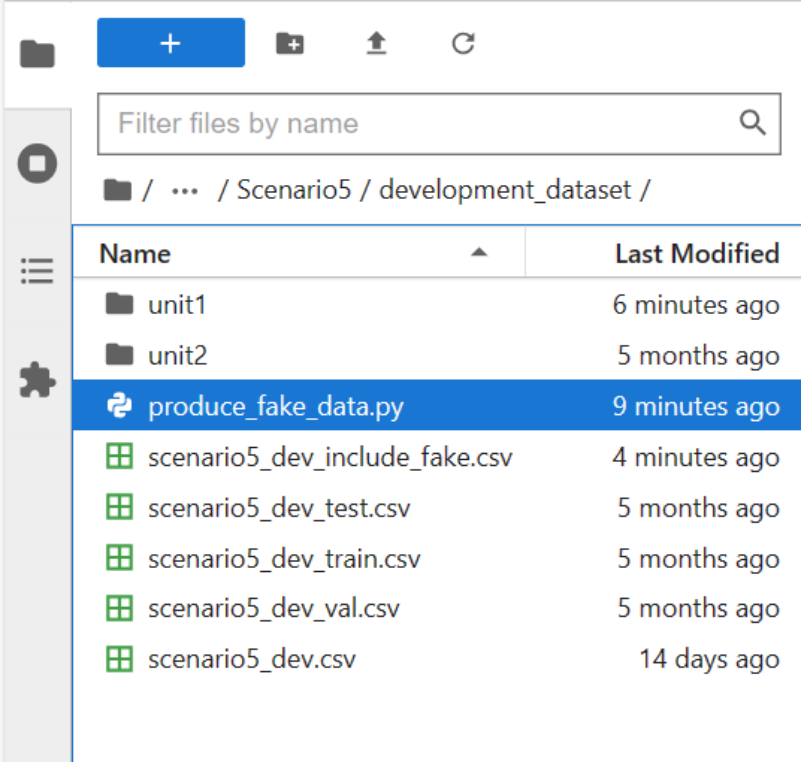 Filter files by name
/ ... / Scenario5 / development_dataset /
Name Last Modified
unit1 6 minutes ago
unit2 5 months ago
produce_fake_data.py 9 minutes ago
scenario5_dev_include_fake.csv 4 minutes ago
scenario5_dev_test.csv 5 months ago
scenario5_dev_train.csv 5 months ago
scenario5_dev_val.csv 5 months ago
scenario5_dev.csv 14 days ago